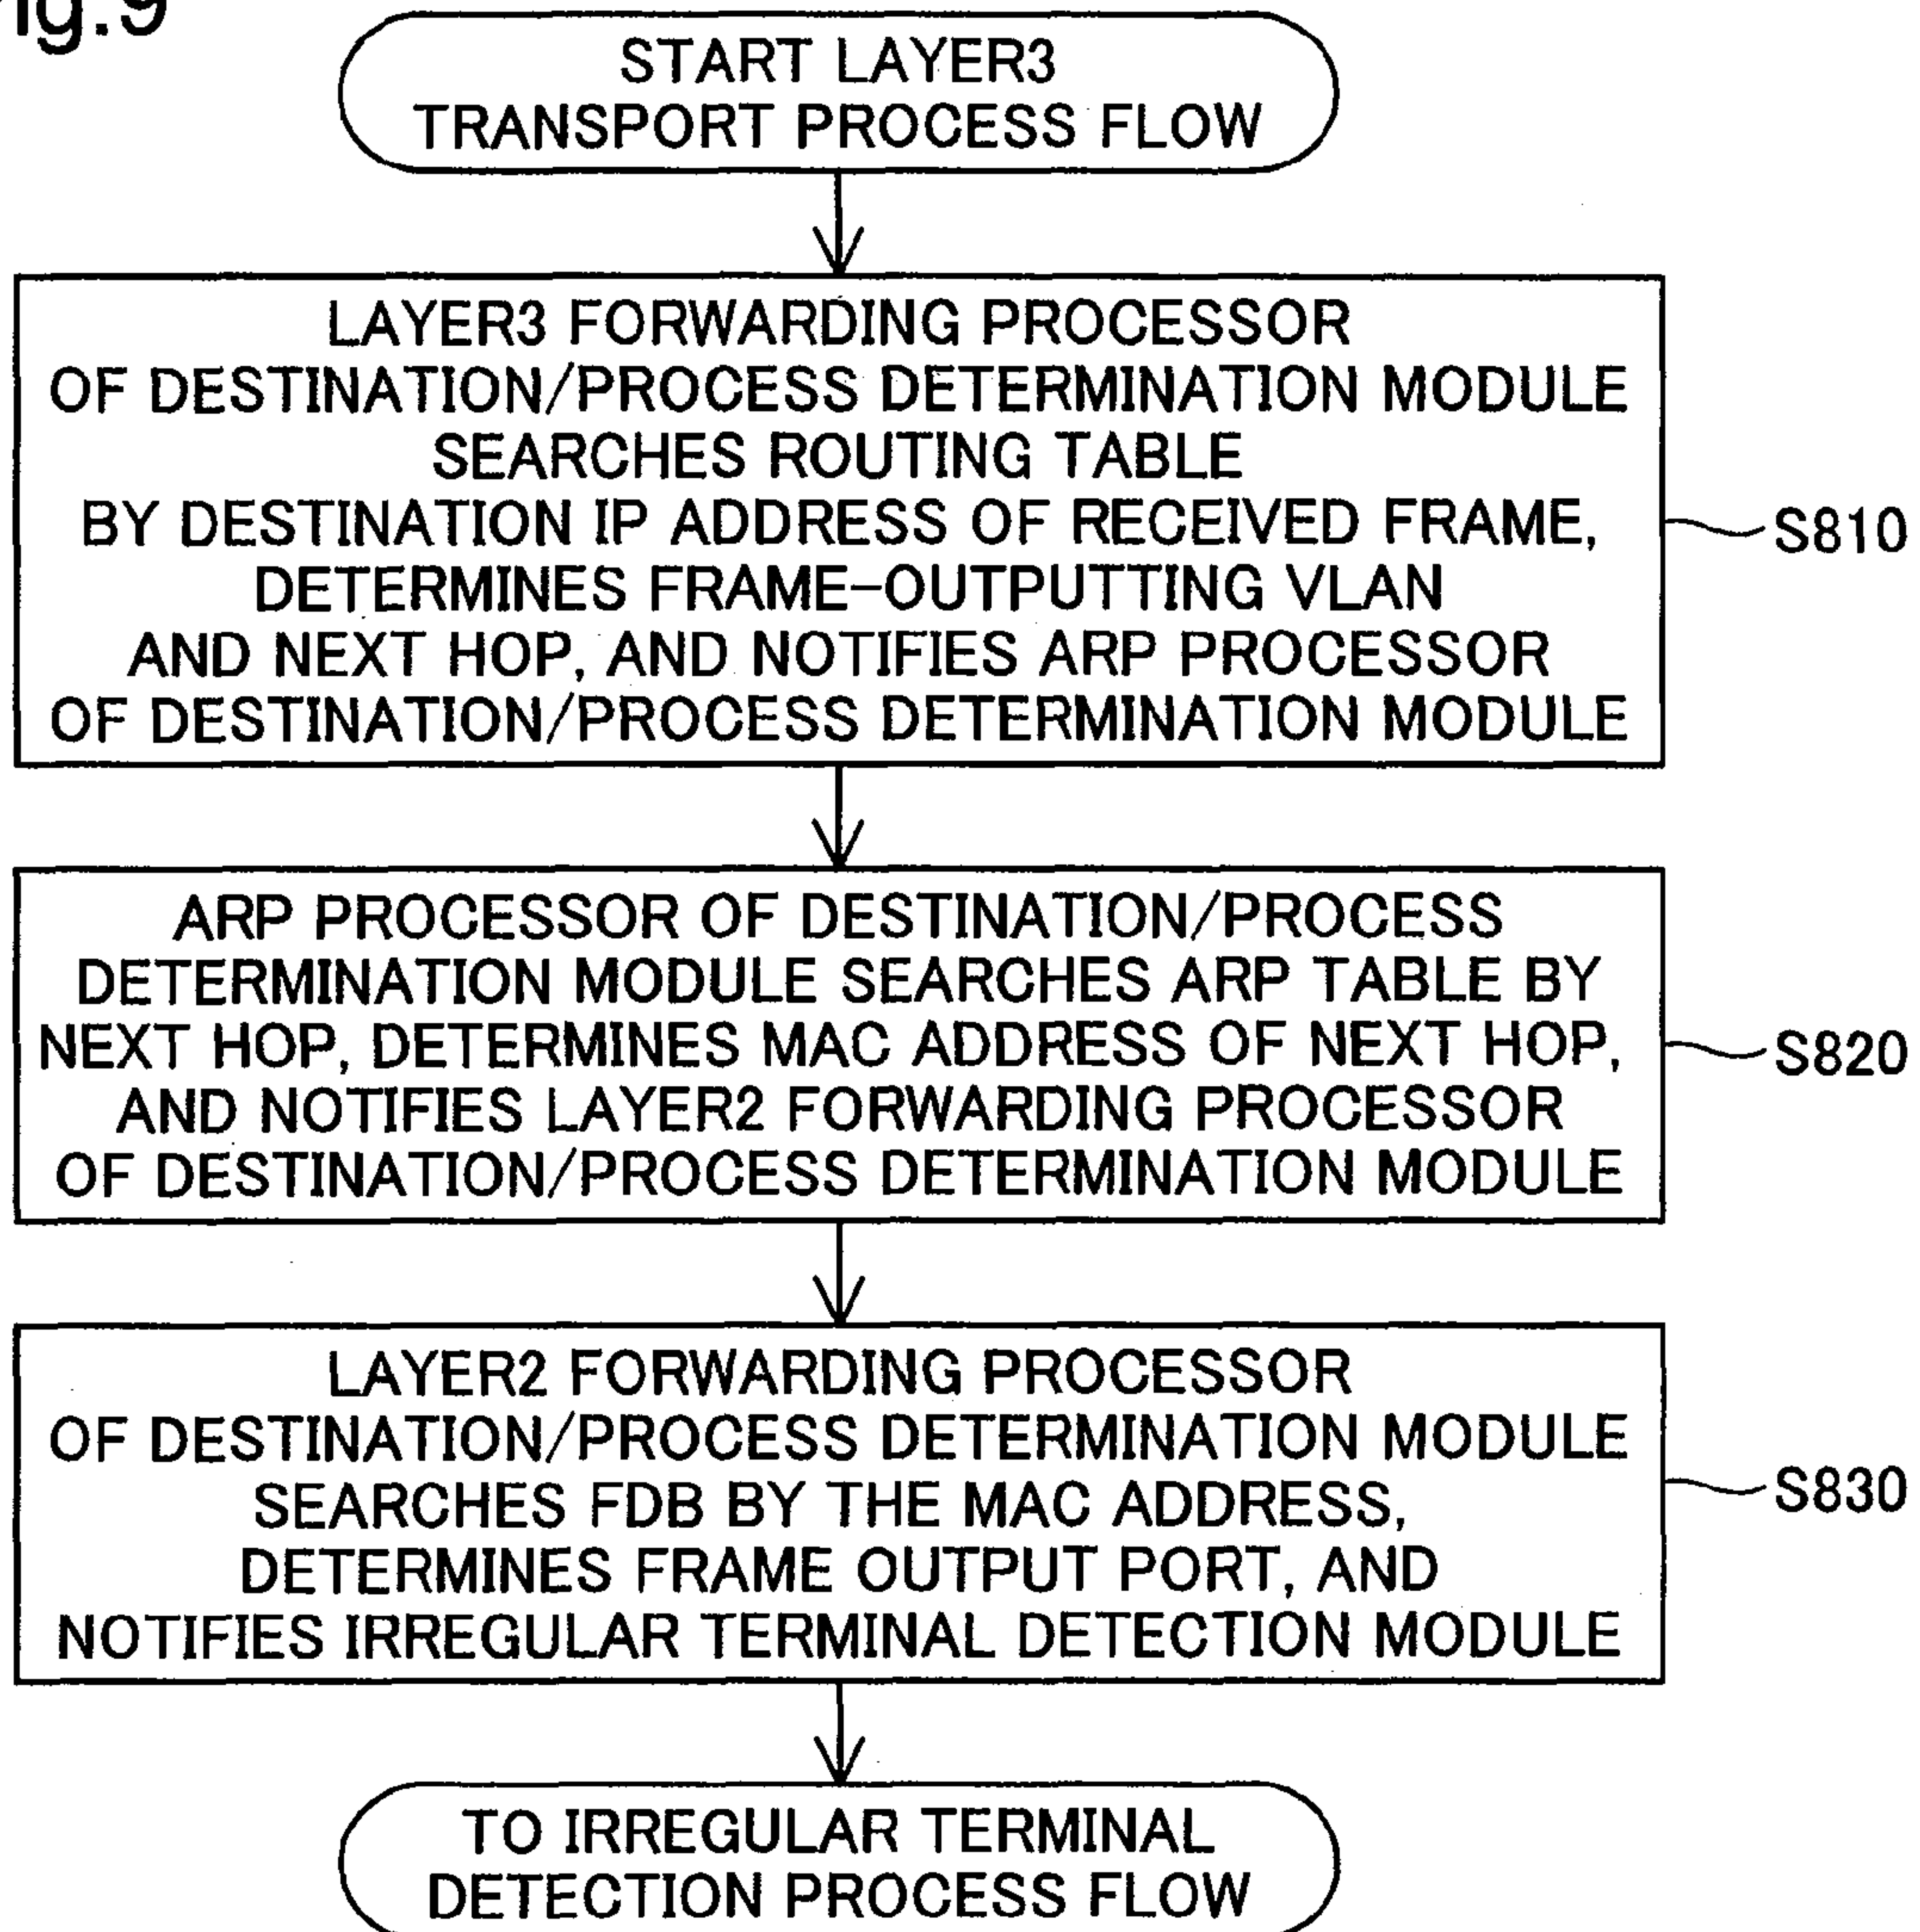 Fig.9
START LAYER3
TRANSPORT PROCESS FLOW
LAYER3 FORWARDING PROCESSOR
OF DESTINATION/PROCESS DETERMINATION MODULE
SEARCHES ROUTING TABLE
BY DESTINATION IP ADDRESS OF RECEIVED FRAME,
DETERMINES FRAME-OUTPUTTING VLAN
AND NEXT HOP, AND NOTIFIES ARP PROCESSOR
OF DESTINATION/PROCESS DETERMINATION MODULE
S810
ARP PROCESSOR OF DESTINATION/PROCESS
DETERMINATION MODULE SEARCHES ARP TABLE BY
NEXT HOP, DETERMINES MAC ADDRESS OF NEXT HOP,
AND NOTIFIES LAYER2 FORWARDING PROCESSOR
OF DESTINATION/PROCESS DETERMINATION MODULE
S820
LAYER2 FORWARDING PROCESSOR
OF DESTINATION/PROCESS DETERMINATION MODULE
SEARCHES FDB BY THE MAC ADDRESS,
DETERMINES FRAME OUTPUT PORT, AND
NOTIFIES IRREGULAR TERMINAL DETECTION MODULE
S830
TO IRREGULAR TERMINAL
DETECTION PROCESS FLOW